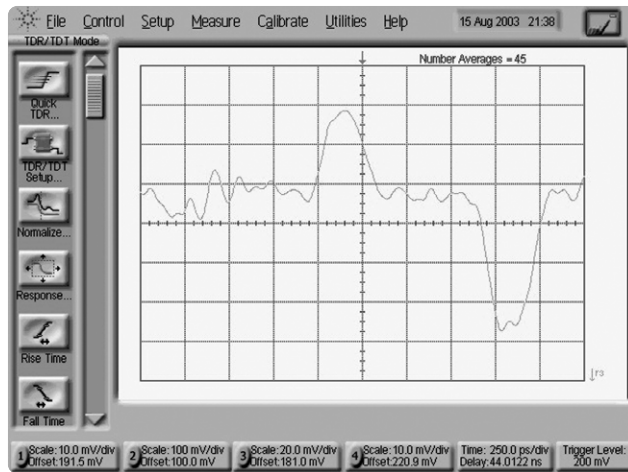 File Control Setup Measure Calibrate Utilities Help 15 Aug 2003 21:38
TDR/TDT Mode
Number Averages = 45
Quick
TDR...
TDR/TDT
Setup...
Normalize...
Response...
Rise Time
Fall Time
1 Scale: 10.0 mV/div
Offset: 191.5 mV
2 Scale: 100 mV/div
Offset: 100.0 mV
3 Scale: 20.0 mV/div
Offset: 181.0 mV
4 Scale: 10.0 mV/div
Offset: 220.9 mV
Time: 250.0 ps/div
Delay: 44.0122 ns
Trigger Level:
200 mV